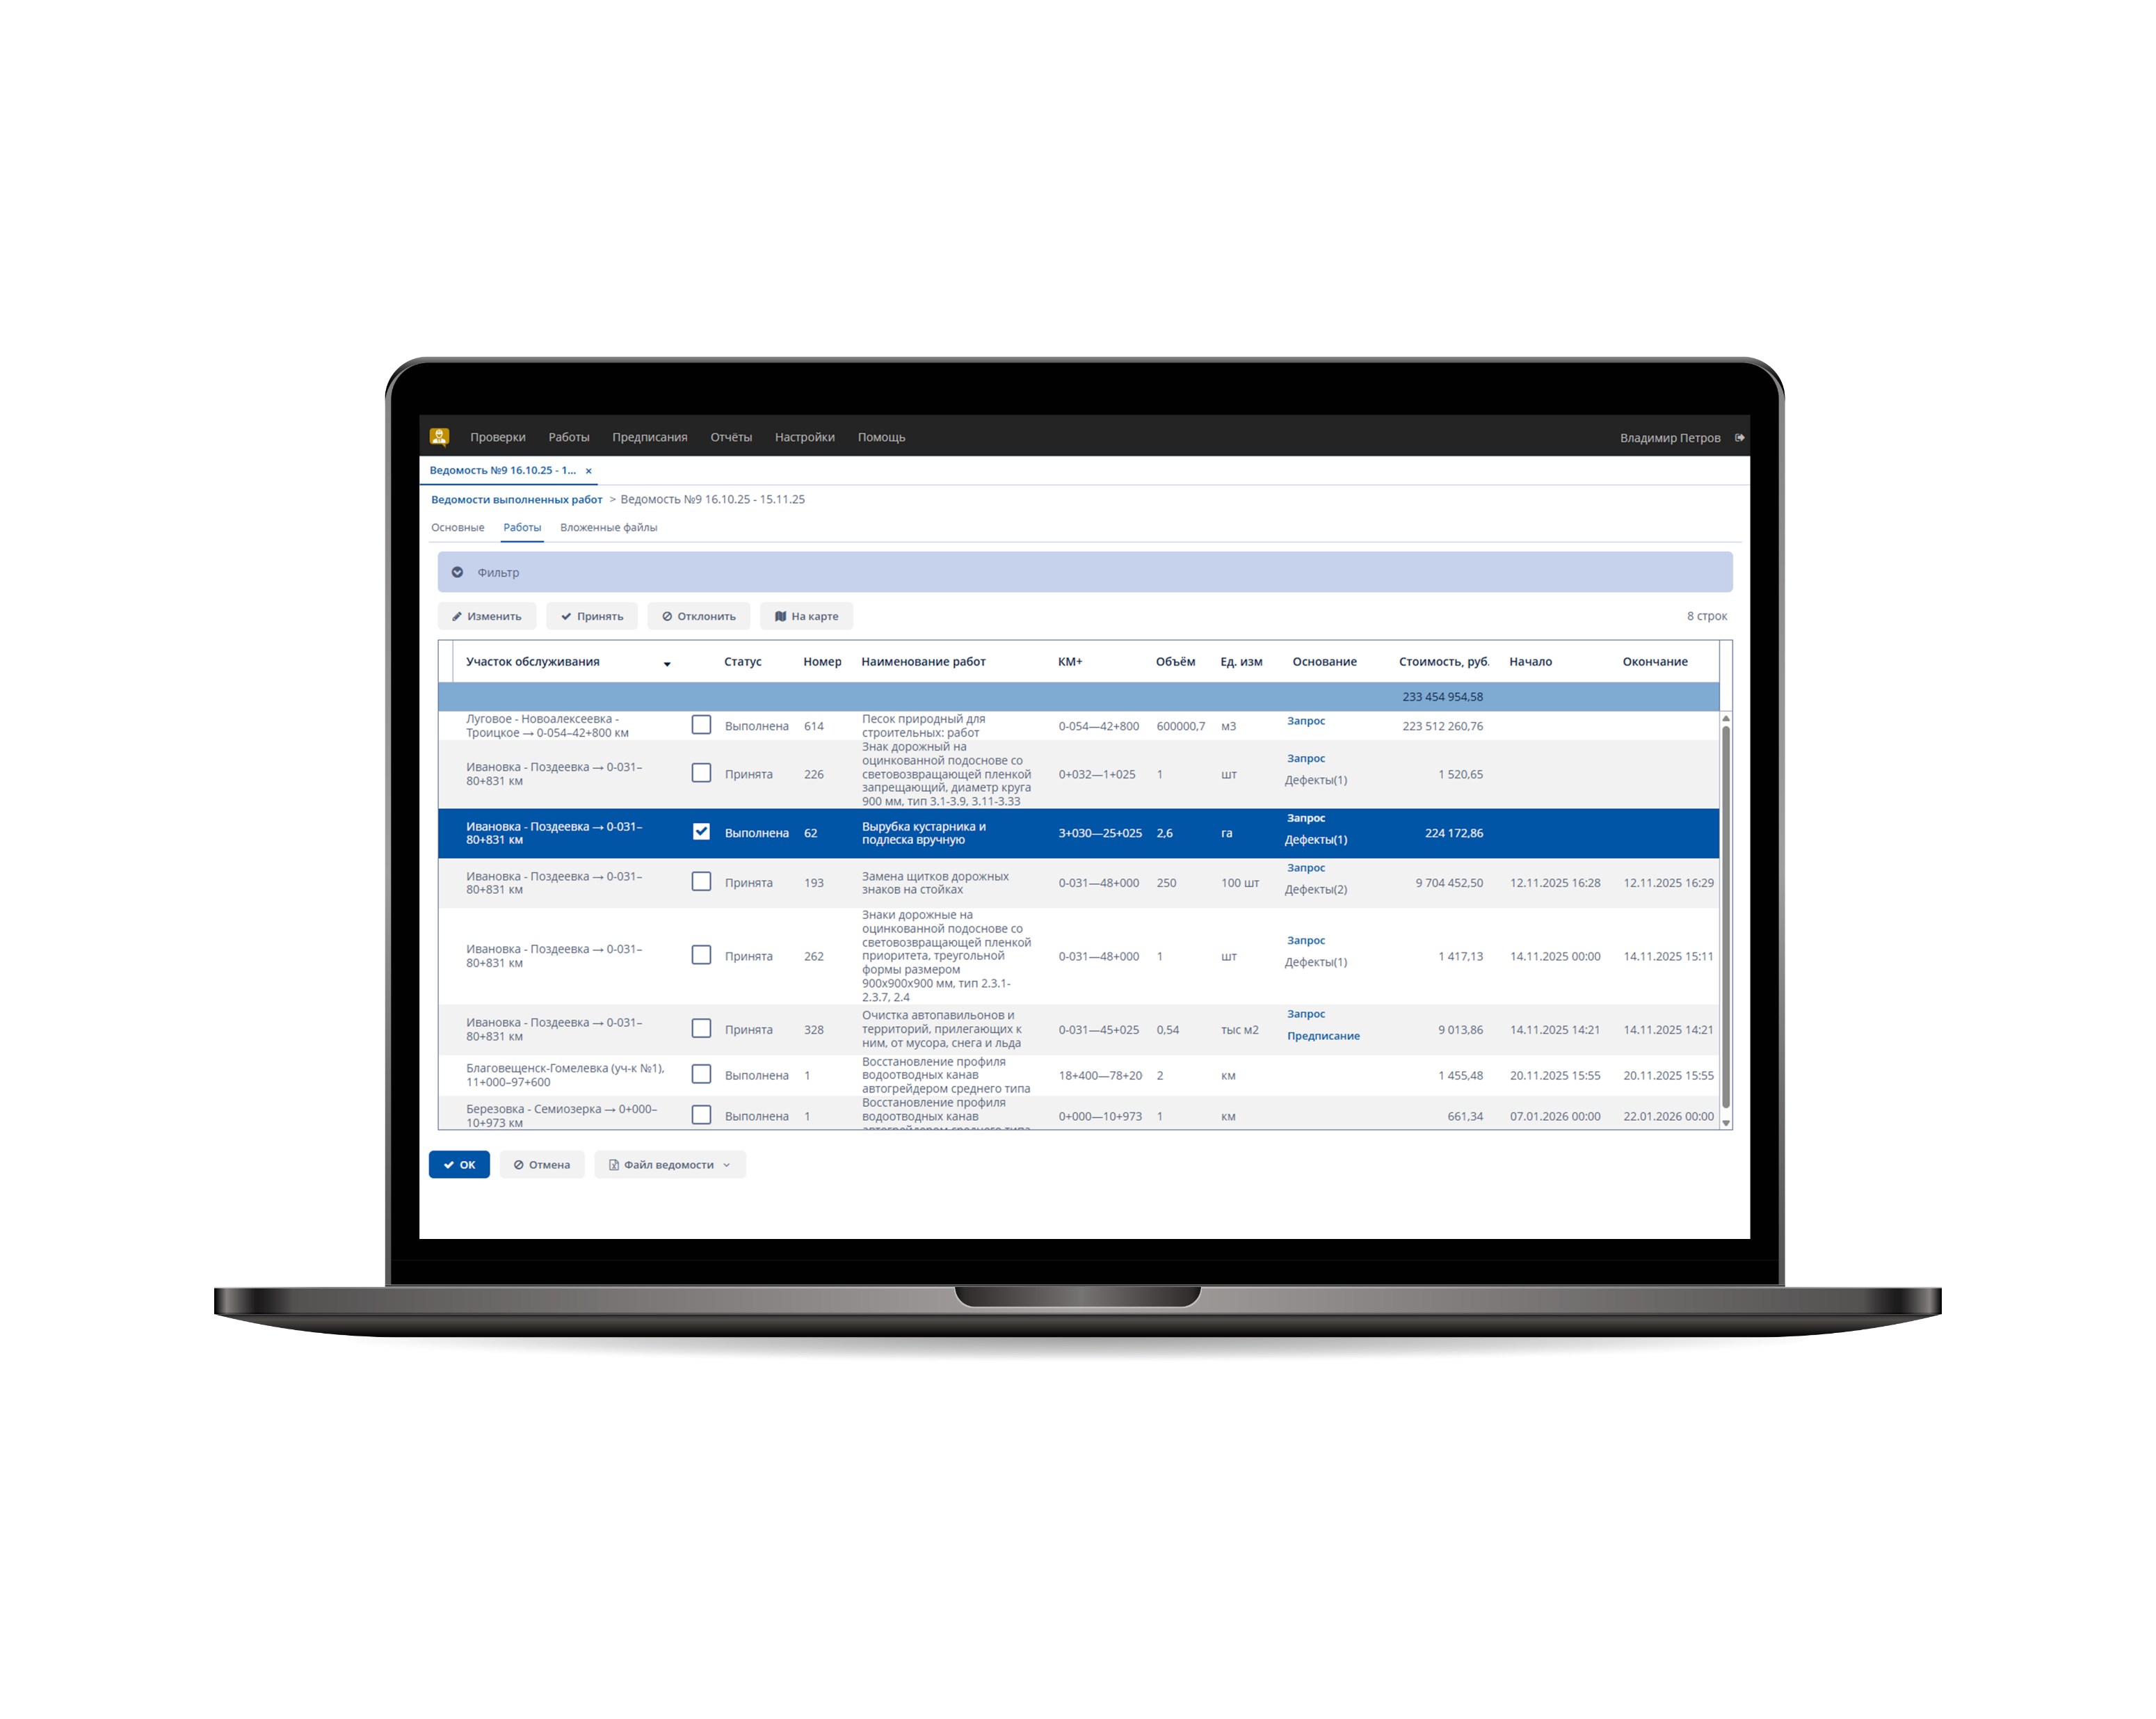 Проверки Работы Предписания Отчёты Настройки Помощь Владимир Петров
Ведомость №9 16.10.25 - 1... ×
Ведомости выполненных работ > Ведомость №9 16.10.25 - 15.11.25
Основные Работы Вложенные файлы
Фильтр
Изменить Принять Отклонить На карте 8 строк
Участок обслуживания Статус Номер Наименование работ КМ+ Объём Ед. изм Основание Стоимость, руб. Начало Окончание
233 454 954,58
Луговое - Новоалексеевка -
Троицкое → 0-054–42+800 км
Выполнена 614
Песок природный для
строительных: работ
0-054—42+800 600000,7 м3
Запрос
223 512 260,76
Ивановка - Поздеевка → 0-031–
80+831 км
Принята 226
Знак дорожный на
оцинкованной подоснове со
световозвращающей пленкой
запрещающий, диаметр круга
900 мм, тип 3.1-3.9, 3.11-3.33
0+032—1+025 1 шт
Запрос
Дефекты(1)
1 520,65
Ивановка - Поздеевка → 0-031–
80+831 км
Выполнена 62
Вырубка кустарника и
подлеска вручную
3+030—25+025 2,6 га
Запрос
Дефекты(1)
224 172,86
Ивановка - Поздеевка → 0-031–
80+831 км
Принята 193
Замена щитков дорожных
знаков на стойках
0-031—48+000 250 100 шт
Запрос
Дефекты(2)
9 704 452,50 12.11.2025 16:28 12.11.2025 16:29
Ивановка - Поздеевка → 0-031–
80+831 км
Принята 262
Знаки дорожные на
оцинкованной подоснове со
световозвращающей пленкой
приоритета, треугольной
формы размером
900х900х900 мм, тип 2.3.1-
2.3.7, 2.4
0-031—48+000 1 шт
Запрос
Дефекты(1)
1 417,13 14.11.2025 00:00 14.11.2025 15:11
Ивановка - Поздеевка → 0-031–
80+831 км
Принята 328
Очистка автопавильонов и
территорий, прилегающих к
ним, от мусора, снега и льда
0-031—45+025 0,54 тыс м2
Запрос
Предписание
9 013,86 14.11.2025 14:21 14.11.2025 14:21
Благовещенск-Гомелевка (уч-к №1),
11+000–97+600
Выполнена 1
Восстановление профиля
водоотводных канав
автогрейдером среднего типа
18+400—78+20 2 км
1 455,48 20.11.2025 15:55 20.11.2025 15:55
Березовка - Семиозерка → 0+000–
10+973 км
Выполнена 1
Восстановление профиля
водоотводных канав
автогрейдером среднего типа
0+000—10+973 1 км
661,34 07.01.2026 00:00 22.01.2026 00:00
ОК Отмена Файл ведомости